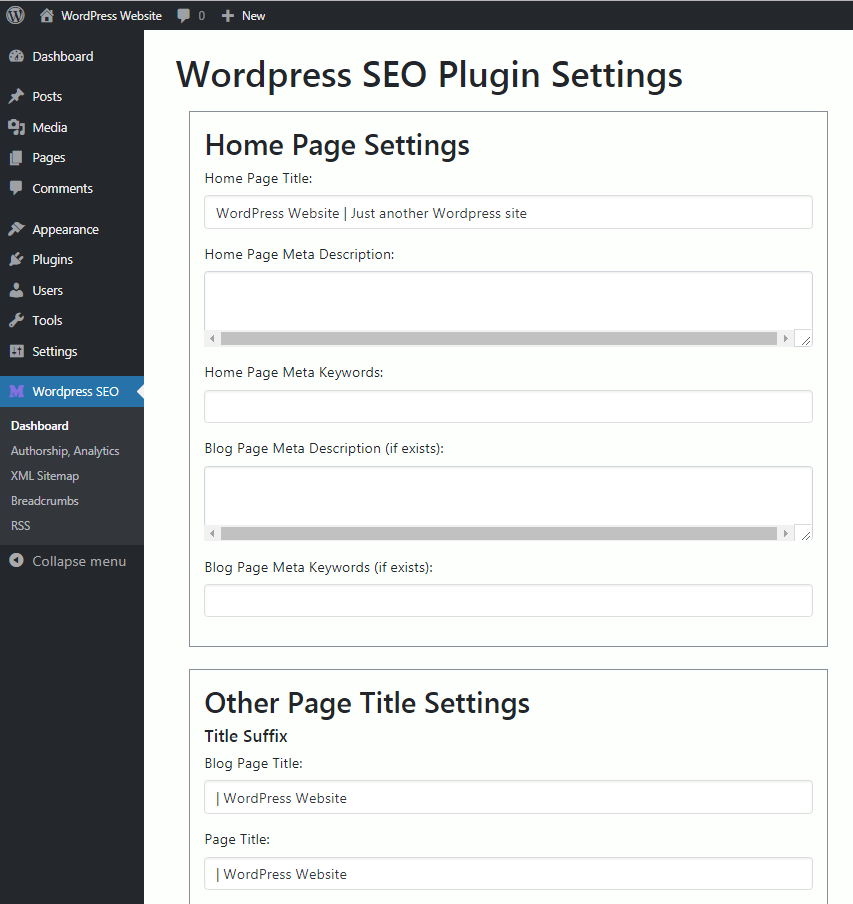 WordPress Website 0 New
Dashboard
Posts
Media
Pages
Comments
Appearance
Plugins
Users
Tools
Settings
Wordpress SEO
Dashboard
Authorship, Analytics
XML Sitemap
Breadcrumbs
RSS
Collapse menu
Wordpress SEO Plugin Settings
Home Page Settings
Home Page Title:
WordPress Website | Just another Wordpress site
Home Page Meta Description:
Home Page Meta Keywords:
Blog Page Meta Description (if exists):
Blog Page Meta Keywords (if exists):
Other Page Title Settings
Title Suffix
Blog Page Title:
| WordPress Website
Page Title:
| WordPress Website